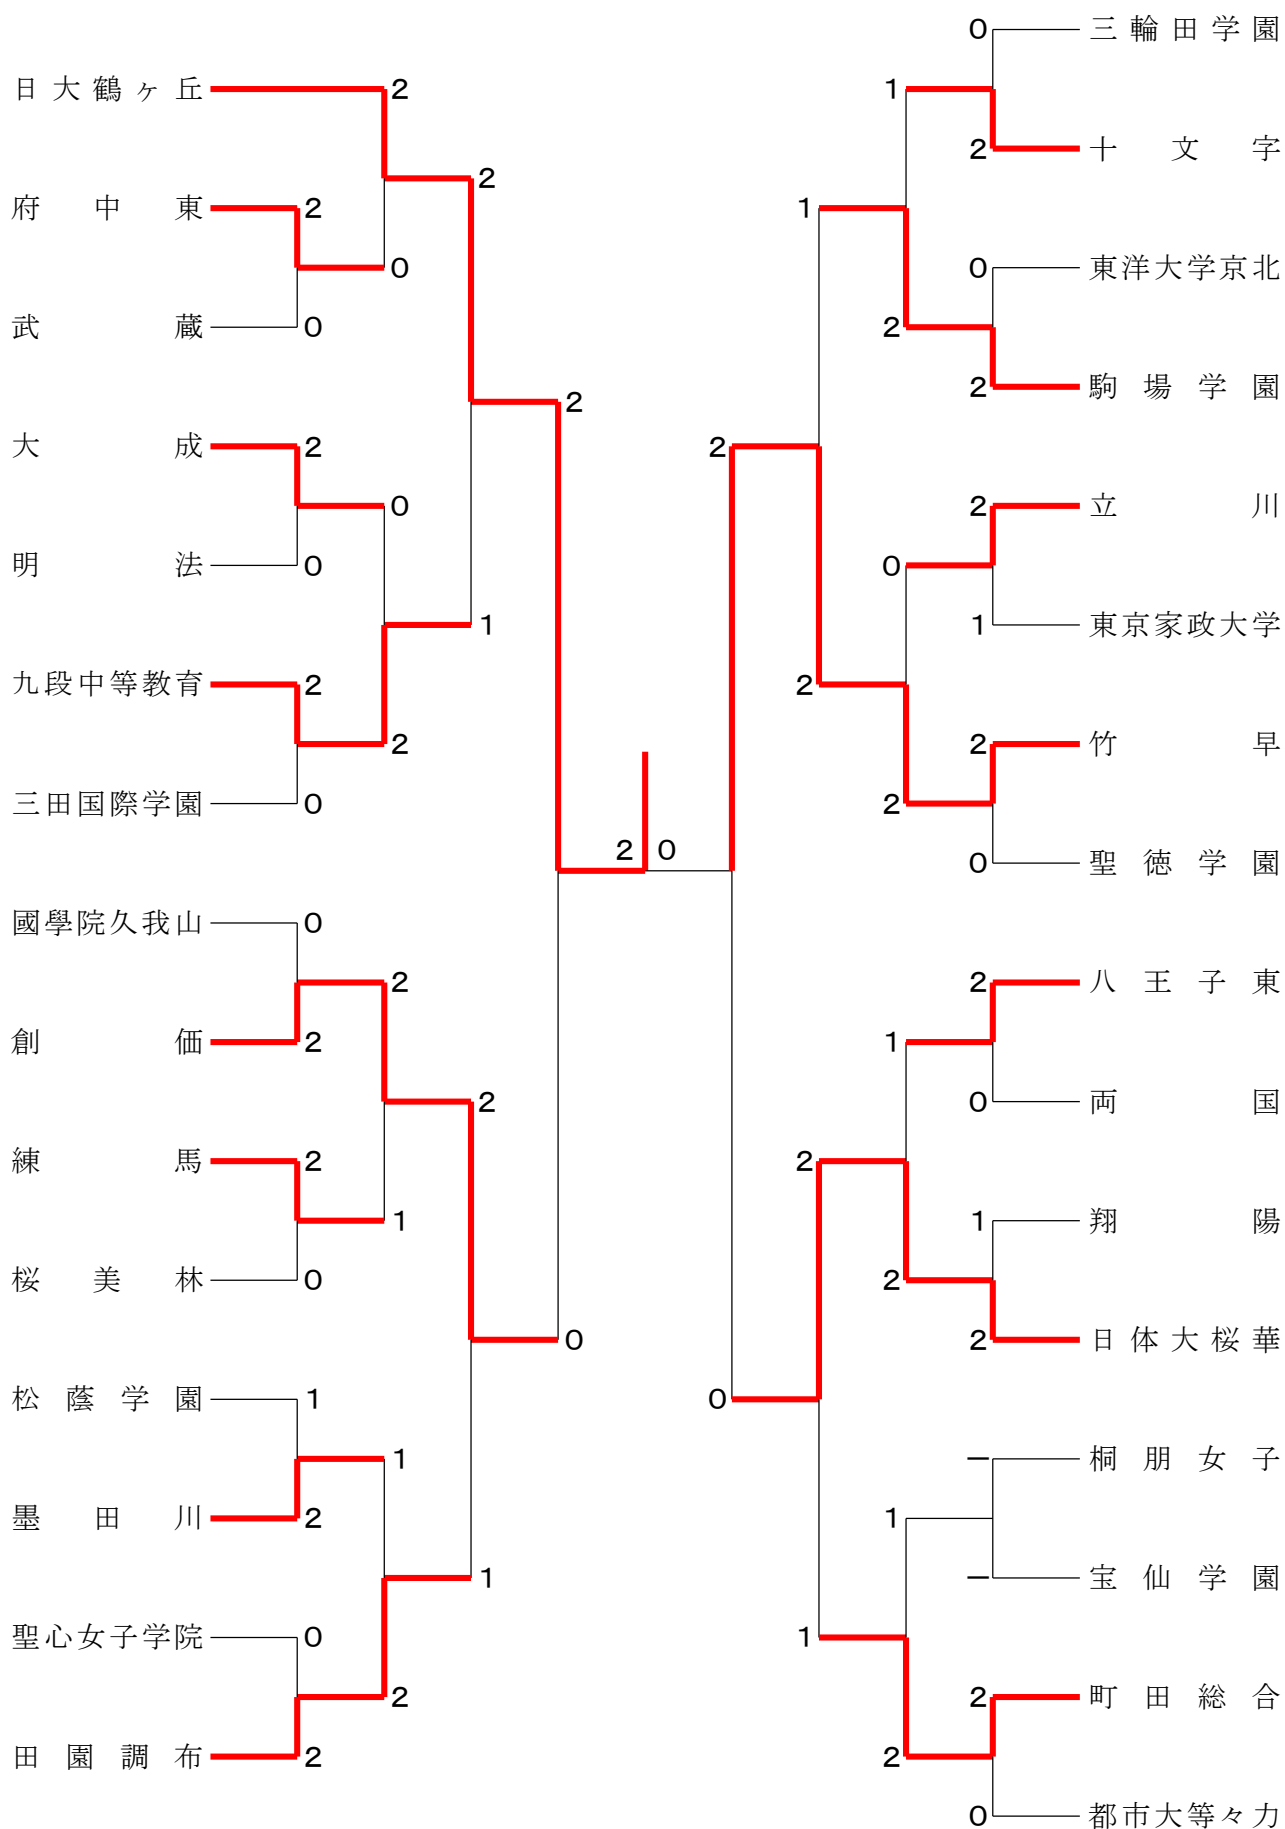 日大鶴ヶ丘
府中東
武蔵
大成
明法
九段中等教育
三田国際学園
國學院久我山
創価
練馬
桜美林
松蔭学園
墨田川
聖心女子学院
田園調布
2
0
2
0
2
0
0
2
2
0
1
2
0
2
2
0
0
2
2
1
1
2
2
1
2
1
2
0
2
0
2
0
2
1
1
2
2
0
1
2
0
2
1
1
2
0
2
0
2
2
1
2
0
2
0
1
2
–
–
2
0
三輪田学園
十文字
東洋大学京北
駒場学園
立川
東京家政大学
竹早
聖徳学園
八王子東
両国
翔陽
日体大桜華
桐朋女子
宝仙学園
町田総合
都市大等々力